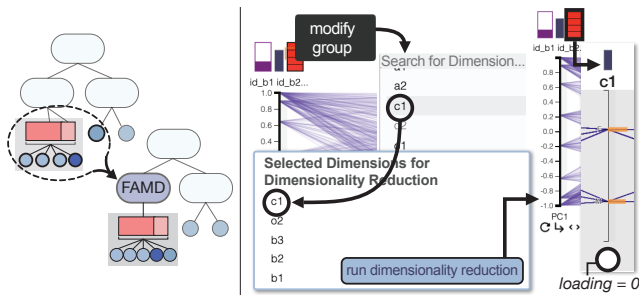 FAMD
modify
group
id_b1 id_b2...
1.0
0.8
0.6
0.4
Search for Dimension...
a2
c1
o2
d1
Selected Dimensions for
Dimensionality Reduction
c1
o2
b3
b2
b1
run dimensionality reduction
id_b1 id_b2.
0.8
0.6
0.4
0.2
0.0
-0.2
-0.4
-0.6
-0.8
-1.0
PC1
c1
loading = 0